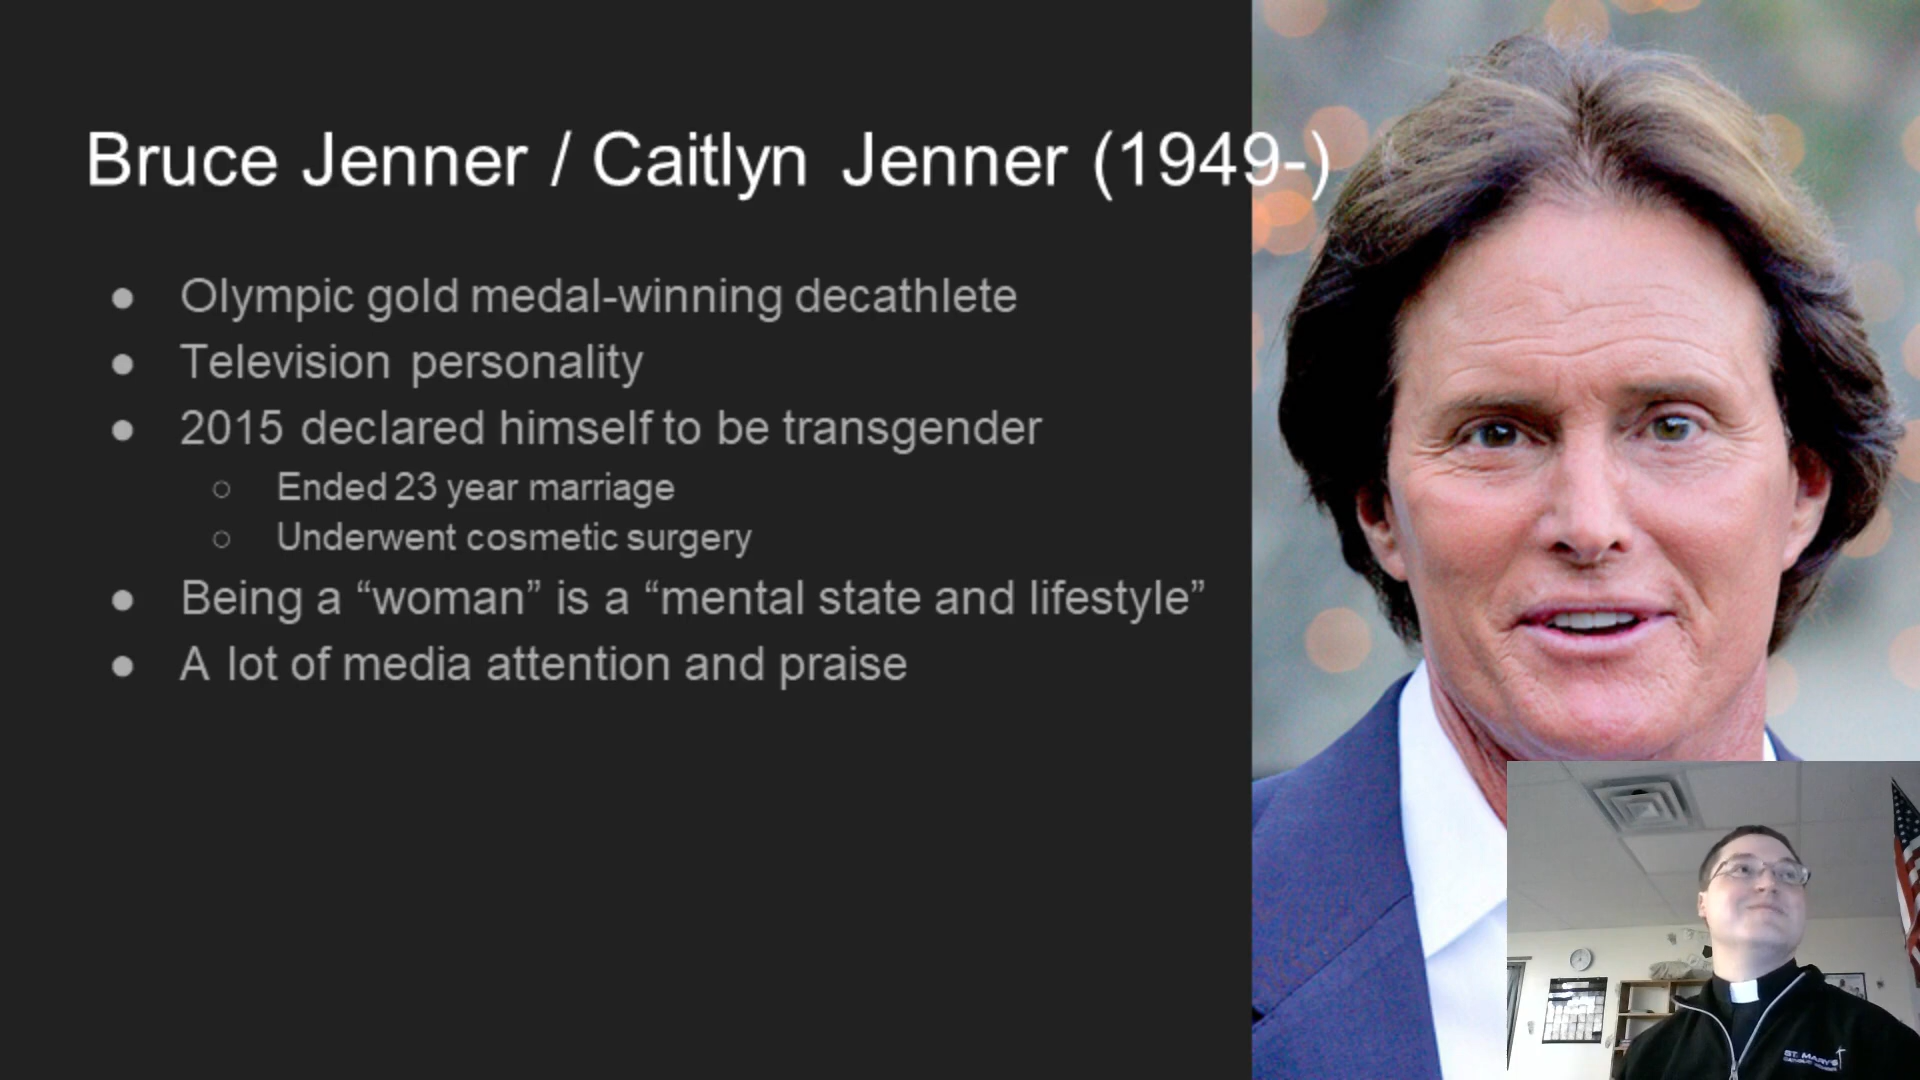 Bruce Jenner / Caitlyn Jenner (1949-)
● Olympic gold medal-winning decathlete
● Television personality
● 2015 declared himself to be transgender
○ Ended 23 year marriage
○ Underwent cosmetic surgery
● Being a “woman” is a “mental state and lifestyle”
● A lot of media attention and praise
ST. MARY'S